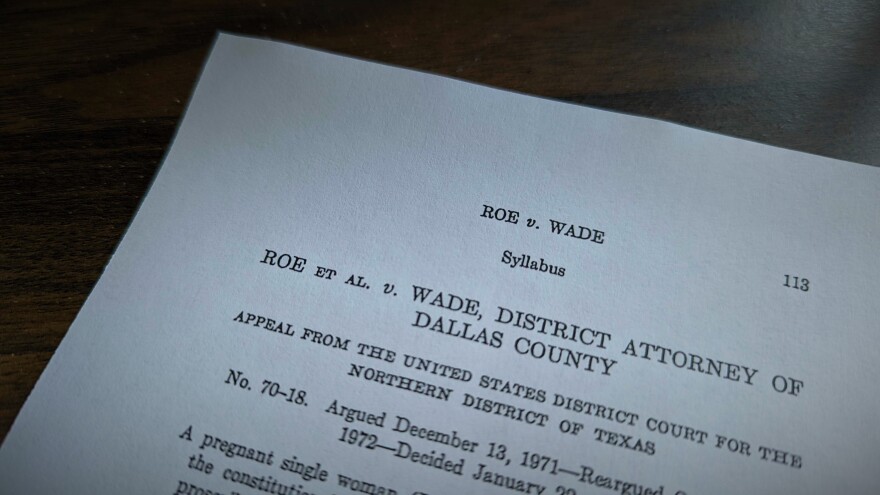 ROE v. WADE
113
Syllabus
ROE ET AL. v. WADE, DISTRICT ATTORNEY OF
DALLAS COUNTY
APPEAL FROM THE UNITED STATES DISTRICT COURT FOR THE
NORTHERN DISTRICT OF TEXAS
No. 70–18. Argued December 13, 1971—Reargued
1972—Decided January
A pregnant single woman
the